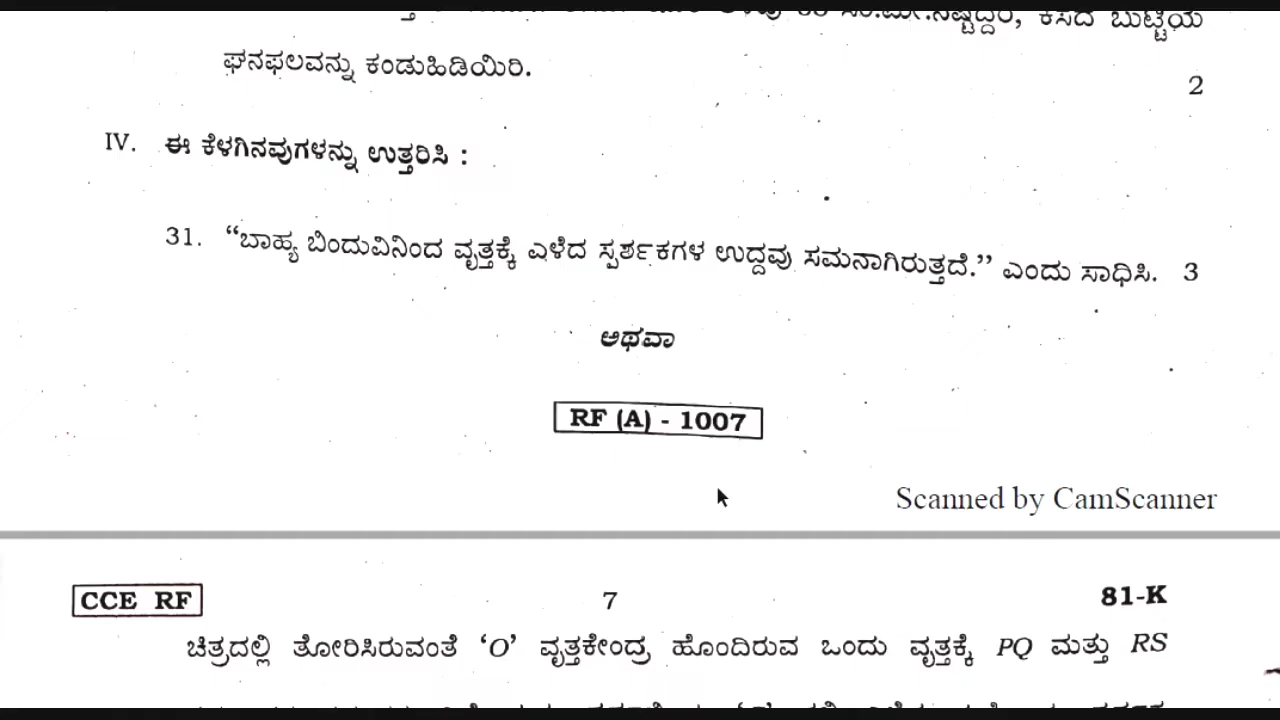 ಕಸದ ಬುಟ್ಟಿಯ
ಘನಫಲವನ್ನು ಕಂಡುಹಿಡಿಯಿರಿ.
2
IV. ಈ ಕೆಳಗಿನವುಗಳನ್ನು ಉತ್ತರಿಸಿ :
31. “ಬಾಹ್ಯ ಬಿಂದುವಿನಿಂದ ವೃತ್ತಕ್ಕೆ ಎಳೆದ ಸ್ಪರ್ಶಕಗಳ ಉದ್ದವು ಸಮನಾಗಿರುತ್ತದೆ.” ಎಂದು ಸಾಧಿಸಿ. 3
ಅಥವಾ
RF (A) - 1007
Scanned by CamScanner
CCE RF 7 81-K
ಚಿತ್ರದಲ್ಲಿ ತೋರಿಸಿರುವಂತೆ ‘O’ ವೃತ್ತಕೇಂದ್ರ ಹೊಂದಿರುವ ಒಂದು ವೃತ್ತಕ್ಕೆ PQ ಮತ್ತು RS